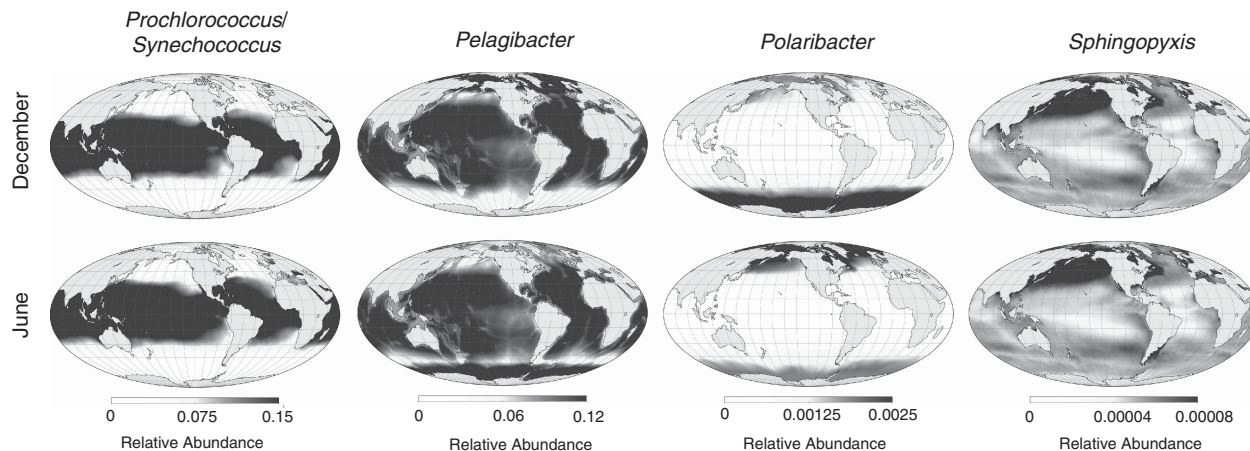 Prochlorococcus/
Synechococcus
Pelagibacter
Polaribacter
Sphingopyxis
December
June
0 0.075 0.15
Relative Abundance
0 0.06 0.12
Relative Abundance
0 0.00125 0.0025
Relative Abundance
0 0.00004 0.00008
Relative Abundance